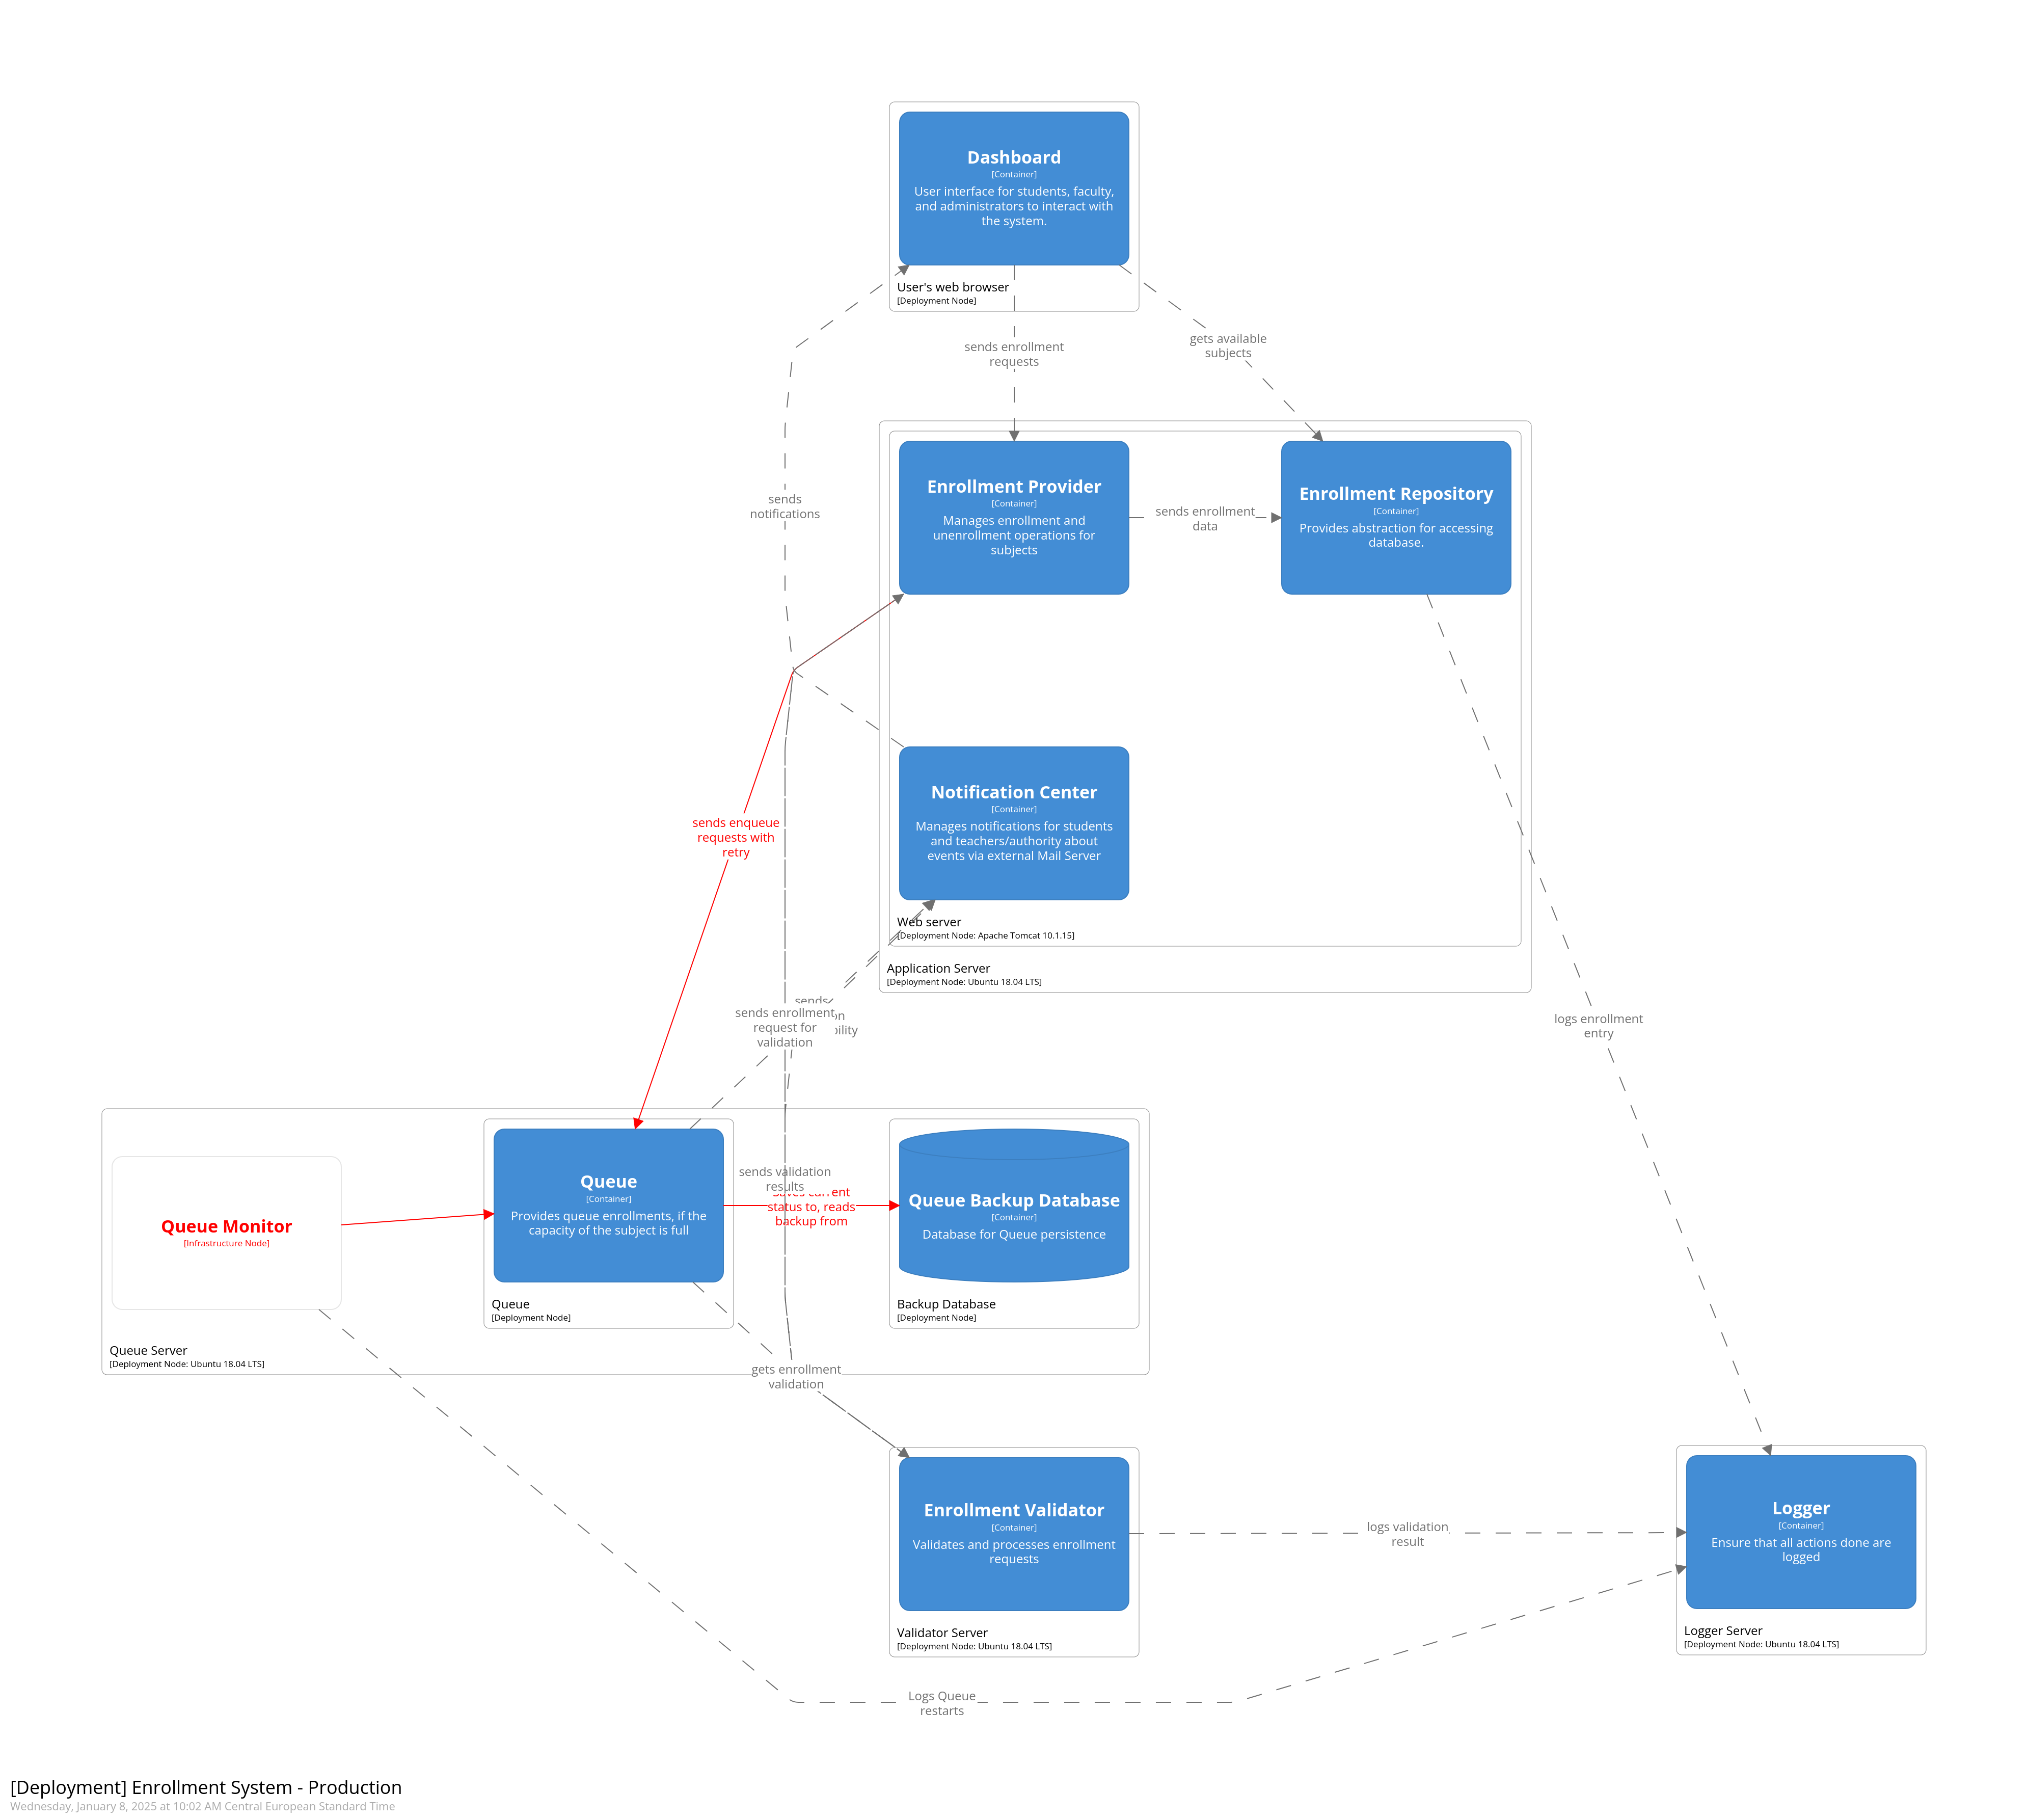 Dashboard
[Container]
User interface for students, faculty,
and administrators to interact with
the system.
User's web browser
[Deployment Node]
sends enrollment
requests
gets available
subjects
sends
notifications
Enrollment Provider
[Container]
Manages enrollment and
unenrollment operations for
subjects
sends enrollment
data
Enrollment Repository
[Container]
Provides abstraction for accessing
database.
Notification Center
[Container]
Manages notifications for students
and teachers/authority about
events via external Mail Server
Web server
[Deployment Node: Apache Tomcat 10.1.15]
Application Server
[Deployment Node: Ubuntu 18.04 LTS]
sends enqueue
requests with
retry
sends
sends enrollment
request for
validation
logs enrollment
entry
Queue Monitor
[Infrastructure Node]
Queue
[Container]
Provides queue enrollments, if the
capacity of the subject is full
Queue
[Deployment Node]
sends validation
results
saves current
status to, reads
backup from
Queue Backup Database
[Container]
Database for Queue persistence
Backup Database
[Deployment Node]
Queue Server
[Deployment Node: Ubuntu 18.04 LTS]
gets enrollment
validation
Enrollment Validator
[Container]
Validates and processes enrollment
requests
Validator Server
[Deployment Node: Ubuntu 18.04 LTS]
logs validation
result
Logger
[Container]
Ensure that all actions done are
logged
Logger Server
[Deployment Node: Ubuntu 18.04 LTS]
Logs Queue
restarts
[Deployment] Enrollment System - Production
Wednesday, January 8, 2025 at 10:02 AM Central European Standard Time